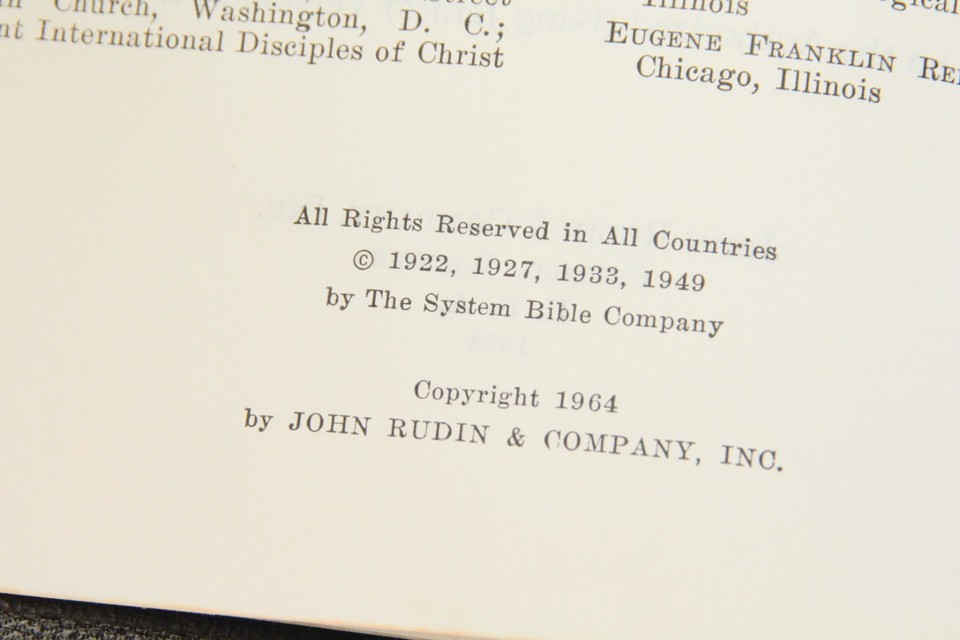 Church, Washington, D. C.;
International Disciples of Christ
Illinois
EUGENE FRANKLIN
Chicago, Illinois
All Rights Reserved in All Countries
© 1922, 1927, 1933, 1949
by The System Bible Company
Copyright 1964
by JOHN RUDIN & COMPANY, INC.